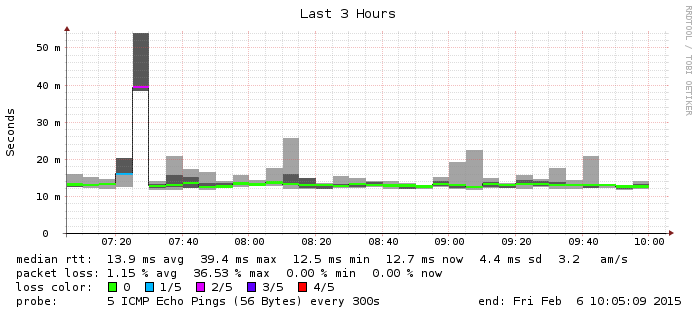 Last 3 Hours
RRDTOOL / TOBI OETIKER
Seconds
50 m
40 m
30 m
20 m
10 m
0
07:20 07:40 08:00 08:20 08:40 09:00 09:20 09:40 10:00
median rtt: 13.9 ms avg 39.4 ms max 12.5 ms min 12.7 ms now 4.4 ms sd 3.2 am/s
packet loss: 1.15 % avg 36.53 % max 0.00 % min 0.00 % now
loss color: 0 1/5 2/5 3/5 4/5
probe: 5 ICMP Echo Pings (56 Bytes) every 300s end: Fri Feb 6 10:05:09 2015